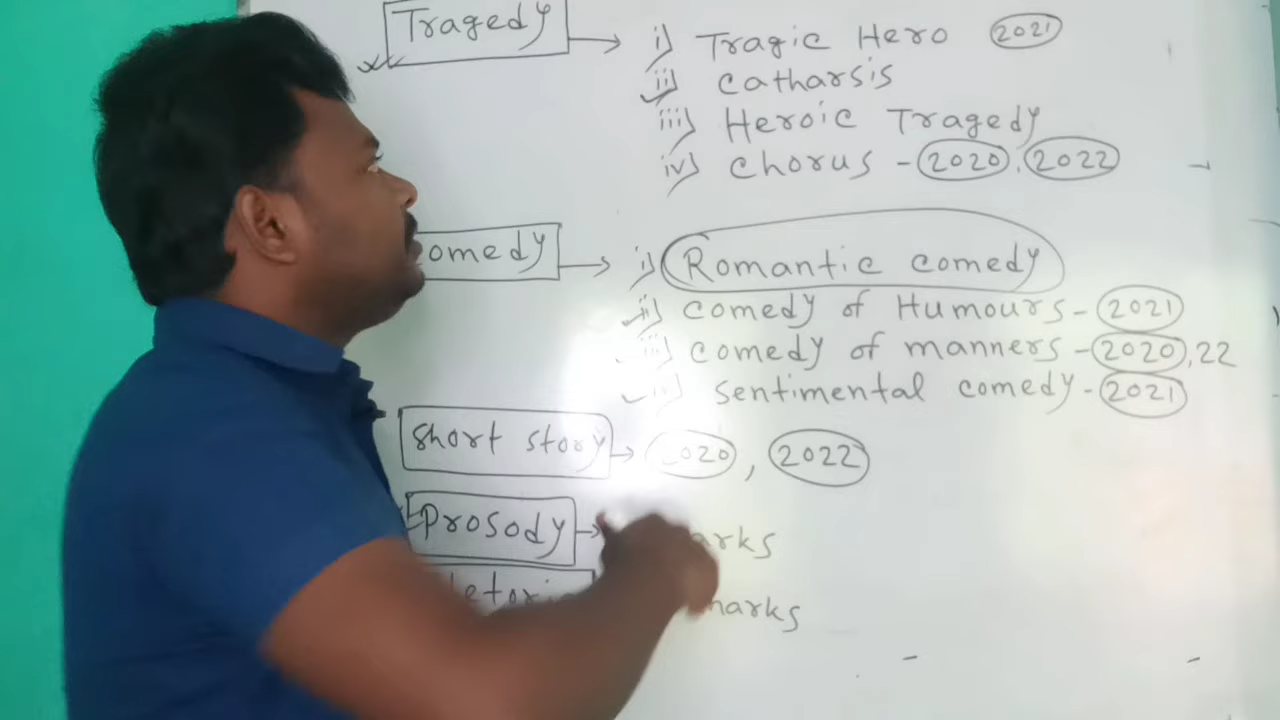 Tragedy → i) Tragic Hero 2021
ii) catharsis
iii) Heroic Tragedy
iv) chorus - 2020, 2022
omedy → i) Romantic comedy
ii) comedy of Humours - 2021
iii) comedy of manners - 2020, 22
sentimental comedy - 2021
short story → 2020, 2022
Prosody → arks
marks